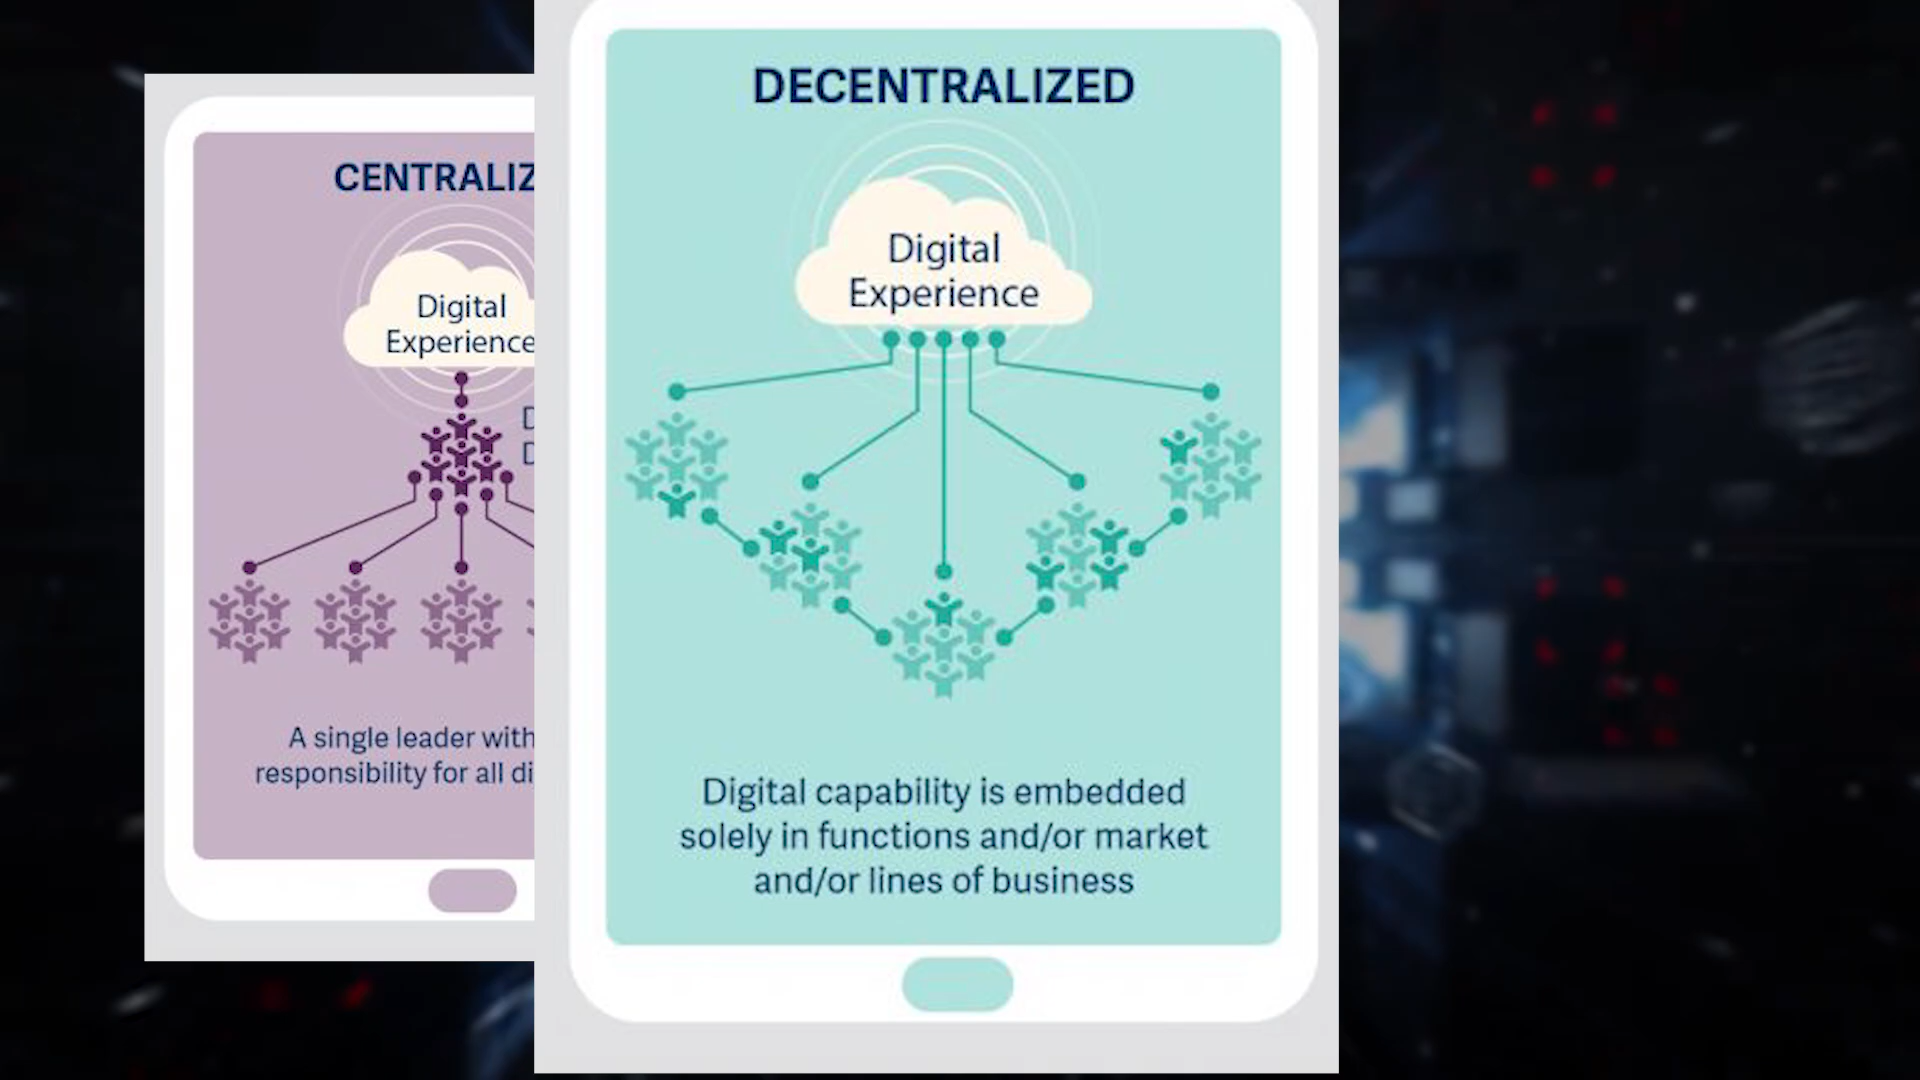 CENTRALIZ
Digital
Experience
D
D
A single leader with
responsibility for all di
DECENTRALIZED
Digital
Experience
Digital capability is embedded
solely in functions and/or market
and/or lines of business